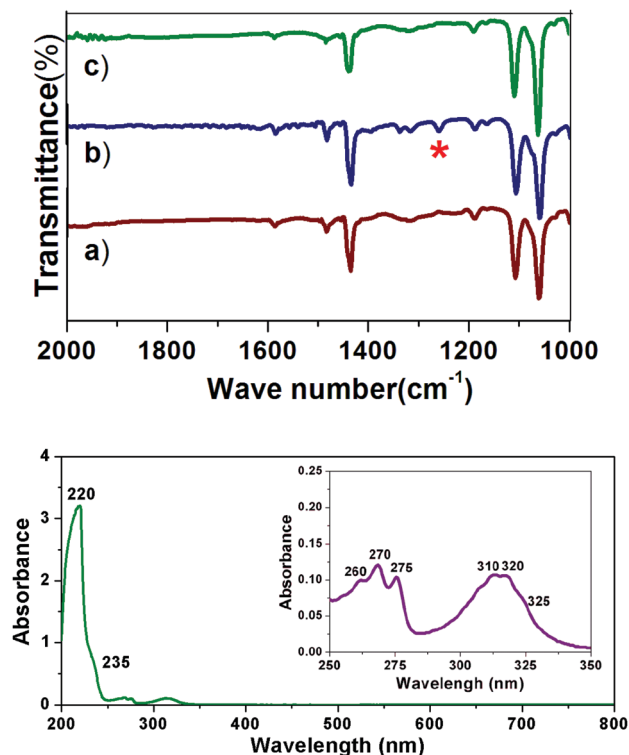 Transmittance(%)
c)
b)
*
a)
2000 1800 1600 1400 1200 1000
Wave number(cm-1)
Absorbance
4
3
2
1
0
220
235
200 300 400 500 600 700 800
Wavelength (nm)
Absorbance
0.25
0.20
0.15
0.10
0.05
0.00
260
270
275
310 320
325
250 275 300 325 350
Wavelengh (nm)